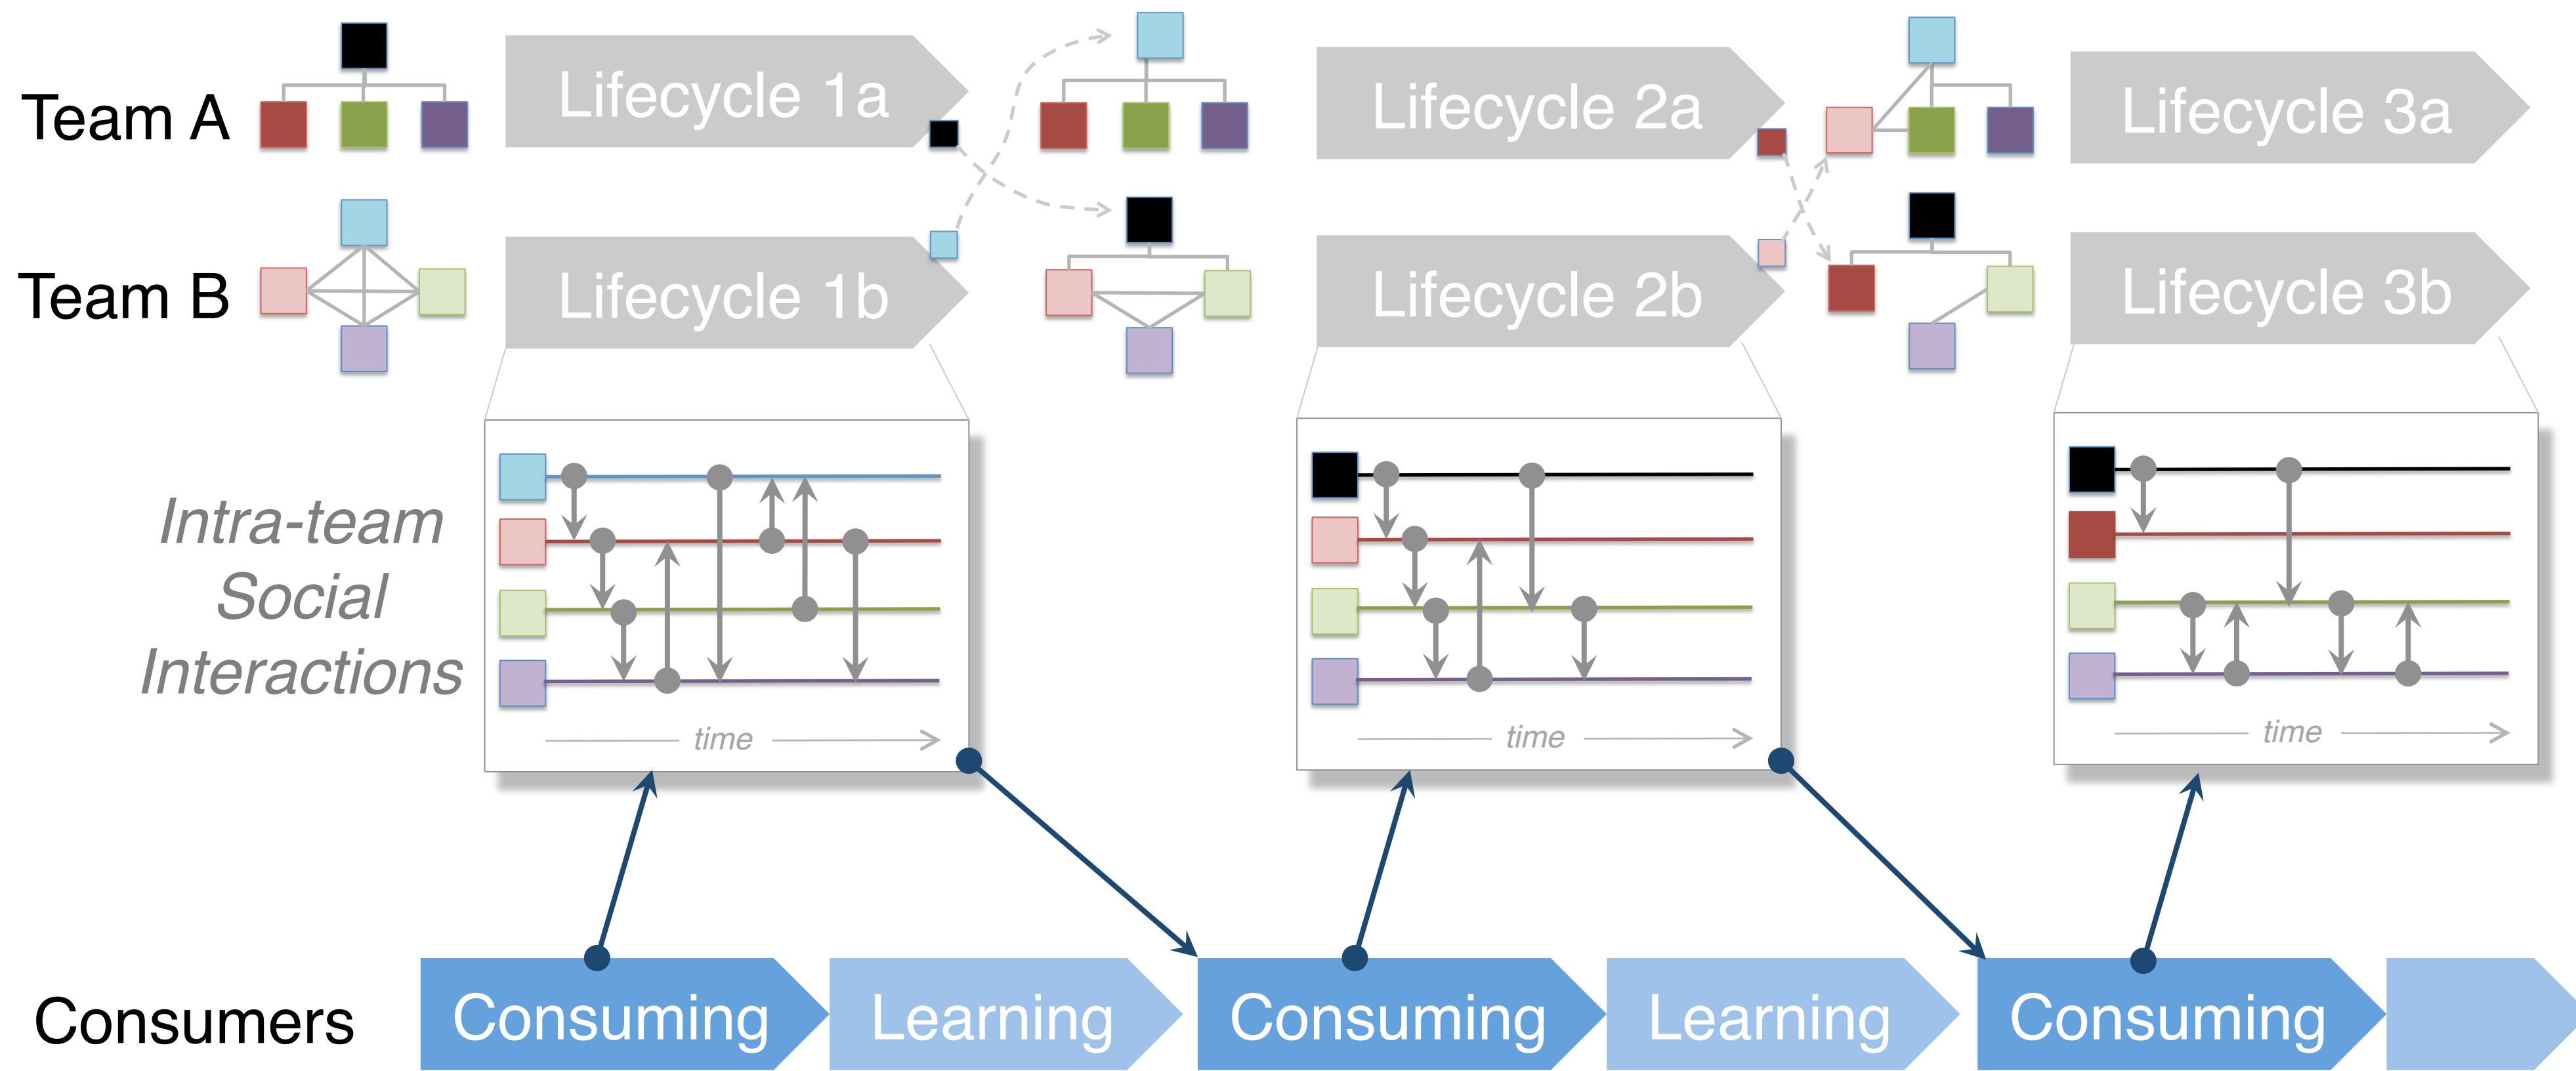 Team A
Lifecycle 1a
Lifecycle 2a
Lifecycle 3a
Team B
Lifecycle 1b
Lifecycle 2b
Lifecycle 3b
Intra-team
Social
Interactions
time
time
time
Consumers
Consuming
Learning
Consuming
Learning
Consuming